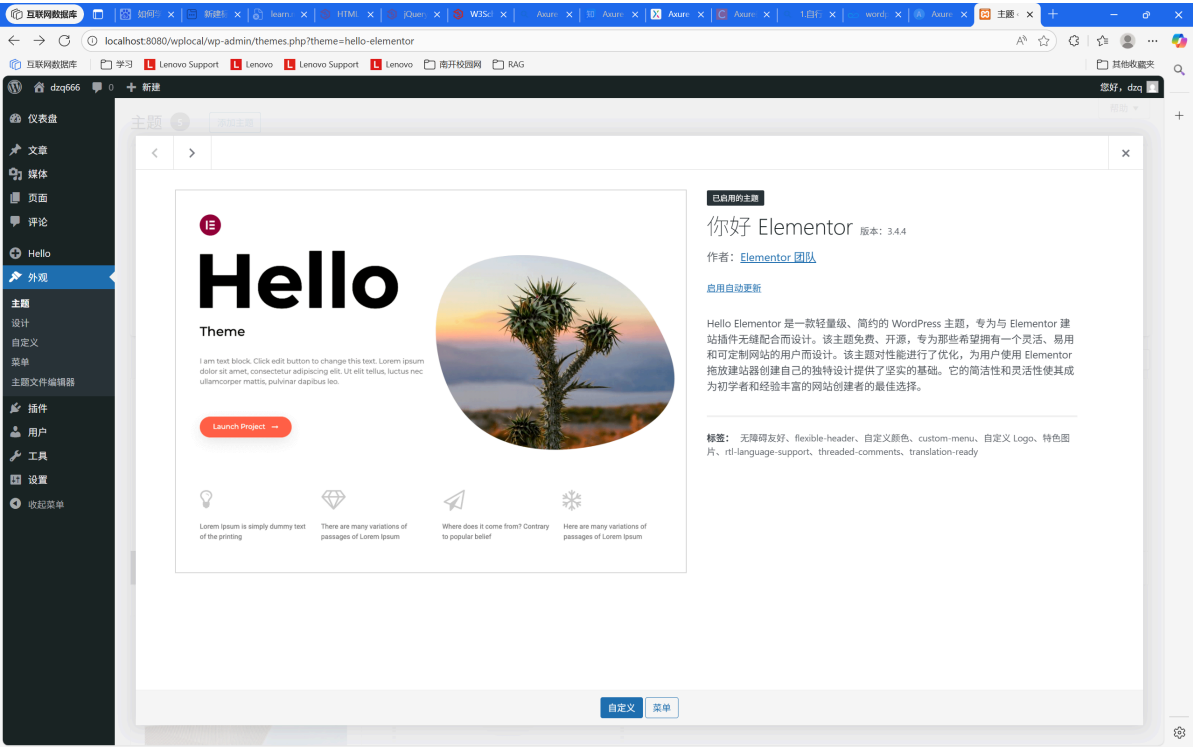 互联网数据库
如何
新建
learn.
HTML
jQuery
W3Scl
Axure
Axure
Axure
Axure
1.自行
wordp
Axure
主题
localhost:8080/wplocal/wp-admin/themes.php?theme=hello-elementor
互联网数据库
学习
Lenovo Support
Lenovo
Lenovo Support
Lenovo
南开校园网
RAG
其他收藏夹
dzq666
0
新建
您好，dzq
仪表盘
文章
媒体
页面
评论
Hello
外观
主题
设计
自定义
菜单
主题文件编辑器
插件
用户
工具
设置
收起菜单
主题
添加主题
帮助
Hello
Theme
I am text block. Click edit button to change this text. Lorem ipsum
dolor sit amet, consectetur adipiscing elit. Ut elit tellus, luctus nec
ullamcorper mattis, pulvinar dapibus leo.
Launch Project →
Lorem Ipsum is simply dummy text
of the printing
There are many variations of
passages of Lorem Ipsum
Where does it come from? Contrary
to popular belief
Here are many variations of
passages of Lorem Ipsum
已启用的主题
你好 Elementor 版本：3.4.4
作者：Elementor 团队
启用自动更新
Hello Elementor 是一款轻量级、简约的 WordPress 主题，专为与 Elementor 建
站插件无缝配合而设计。该主题免费、开源，专为那些希望拥有一个灵活、易用
和可定制网站的用户而设计。该主题对性能进行了优化，为用户使用 Elementor
拖放建站器创建自己的独特设计提供了坚实的基础。它的简洁性和灵活性使其成
为初学者和经验丰富的网站创建者的最佳选择。
标签： 无障碍友好、flexible-header、自定义颜色、custom-menu、自定义 Logo、特色图
片、rtl-language-support、threaded-comments、translation-ready
自定义
菜单